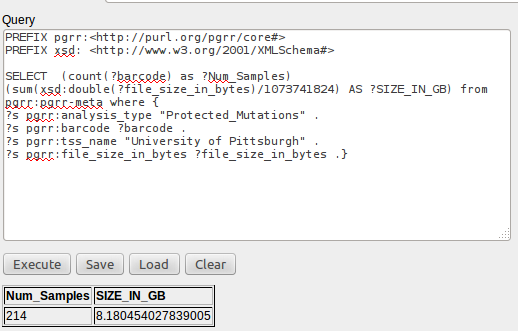 Query
PREFIX pgrr:<http://purl.org/pgrr/core#>
PREFIX xsd: <http://www.w3.org/2001/XMLSchema#>
SELECT  (count(?barcode) as ?Num_Samples)
(sum(xsd:double(?file_size_in_bytes)/1073741824) AS ?SIZE_IN_GB) from
pgrr:pgrr-meta where {
?s pgrr:analysis_type "Protected_Mutations" .
?s pgrr:barcode ?barcode .
?s pgrr:tss_name "University of Pittsburgh" .
?s pgrr:file_size_in_bytes ?file_size_in_bytes .}
Execute Save Load Clear
Num_Samples SIZE_IN_GB
214 8.180454027839005